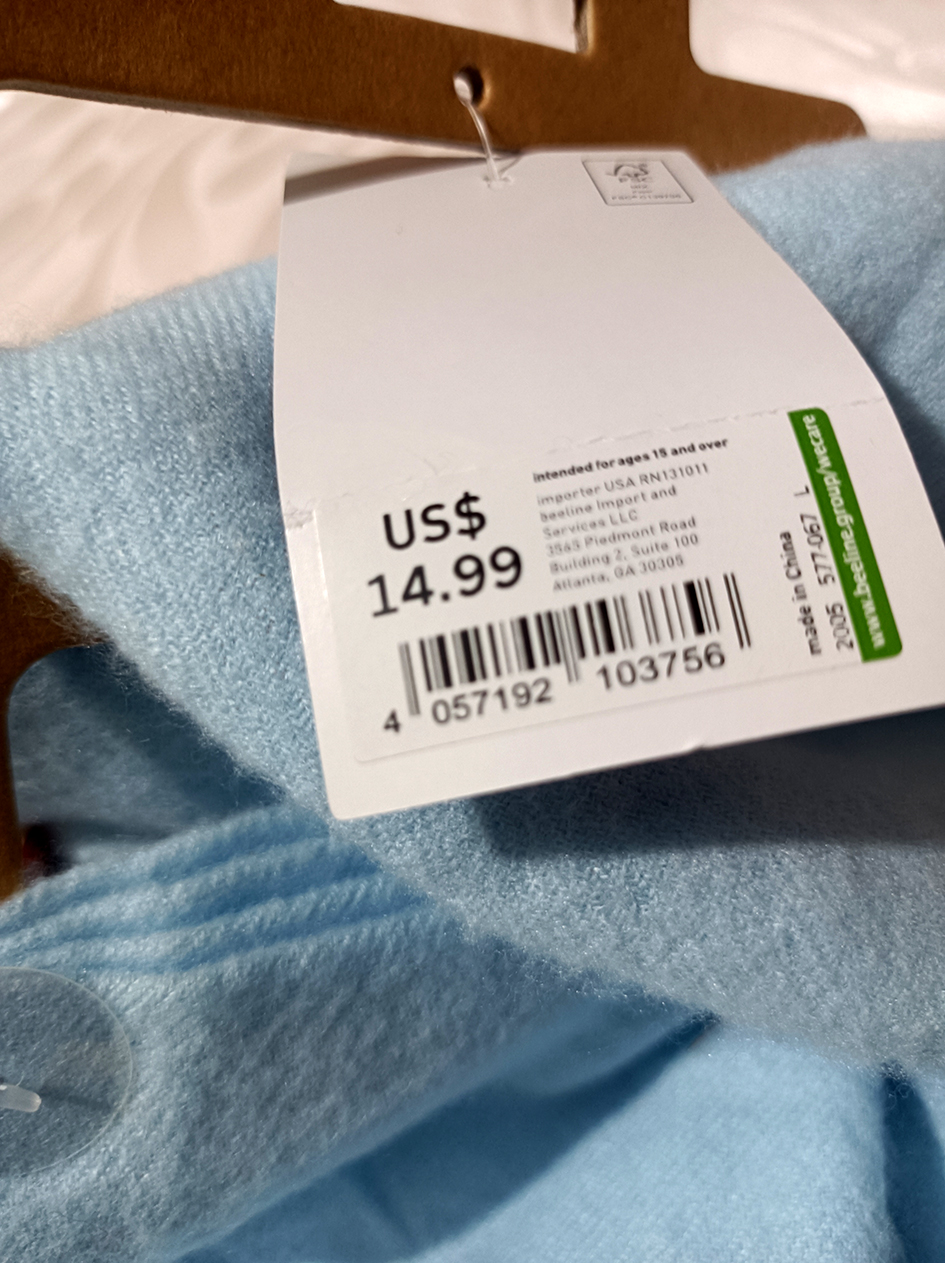 FSC
US$
14.99
intended for ages 15 and over
importer USA RN131011
beeline Import and
Services LLC
3565 Piedmont Road
Building 2, Suite 100
Atlanta, GA 30305
4 057192 103756
made in China
2005 577-067 L
www.beeline.group/wecare